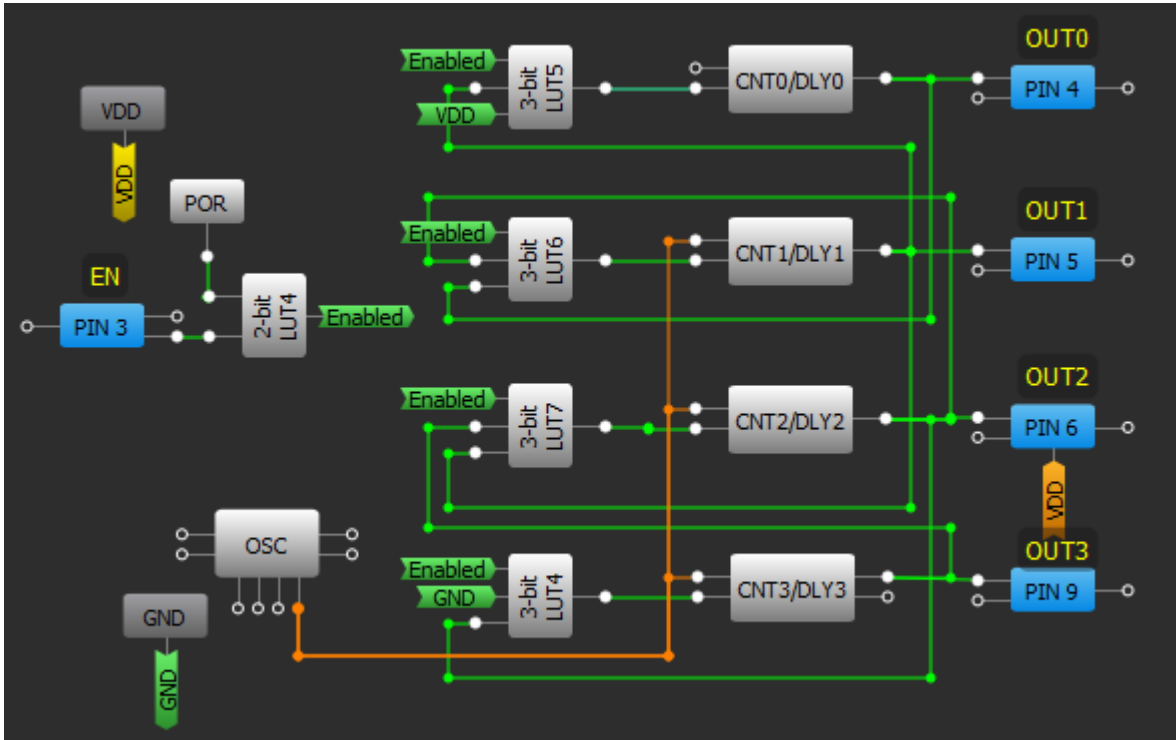 OUT0
Enabled
3-bit
LUT5
CNT0/DLY0
PIN 4
VDD
VDD
VDD
POR
OUT1
Enabled
3-bit
LUT6
CNT1/DLY1
PIN 5
EN
PIN 3
2-bit
LUT4
Enabled
OUT2
Enabled
3-bit
LUT7
CNT2/DLY2
PIN 6
VDD
OSC
OUT3
Enabled
GND
3-bit
LUT4
CNT3/DLY3
PIN 9
GND
GND